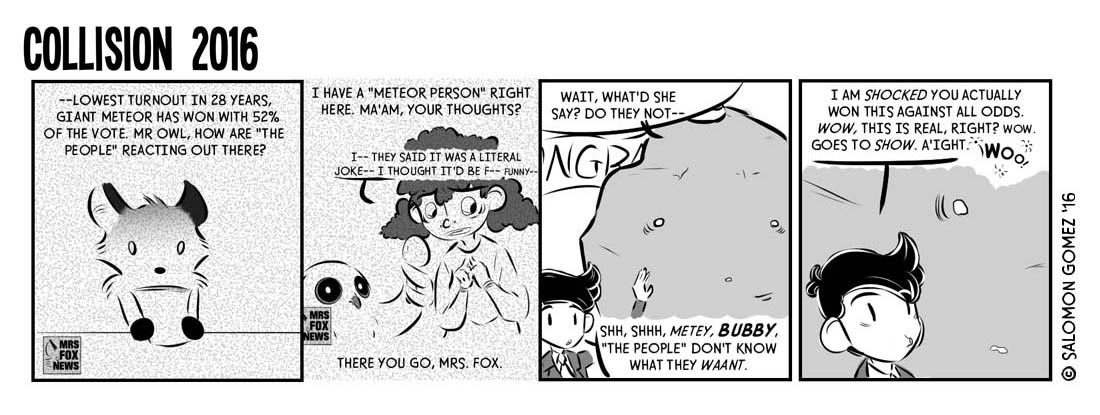 COLLISION 2016
--LOWEST TURNOUT IN 28 YEARS,
GIANT METEOR HAS WON WITH 52%
OF THE VOTE. MR OWL, HOW ARE "THE
PEOPLE" REACTING OUT THERE?
MRS
FOX
NEWS
I HAVE A "METEOR PERSON" RIGHT
HERE. MA'AM, YOUR THOUGHTS?
I-- THEY SAID IT WAS A LITERAL
JOKE-- I THOUGHT IT'D BE F-- FUNNY--
MRS
FOX
NEWS
THERE YOU GO, MRS. FOX.
WAIT, WHAT'D SHE
SAY? DO THEY NOT--
ONGRA
SHH, SHHH, METEY, BUBBY,
"THE PEOPLE" DON'T KNOW
WHAT THEY WAANT.
I AM SHOCKED YOU ACTUALLY
WON THIS AGAINST ALL ODDS.
WOW, THIS IS REAL, RIGHT? WOW.
GOES TO SHOW. A'IGHT. WOO!
© SALOMON GOMEZ '16